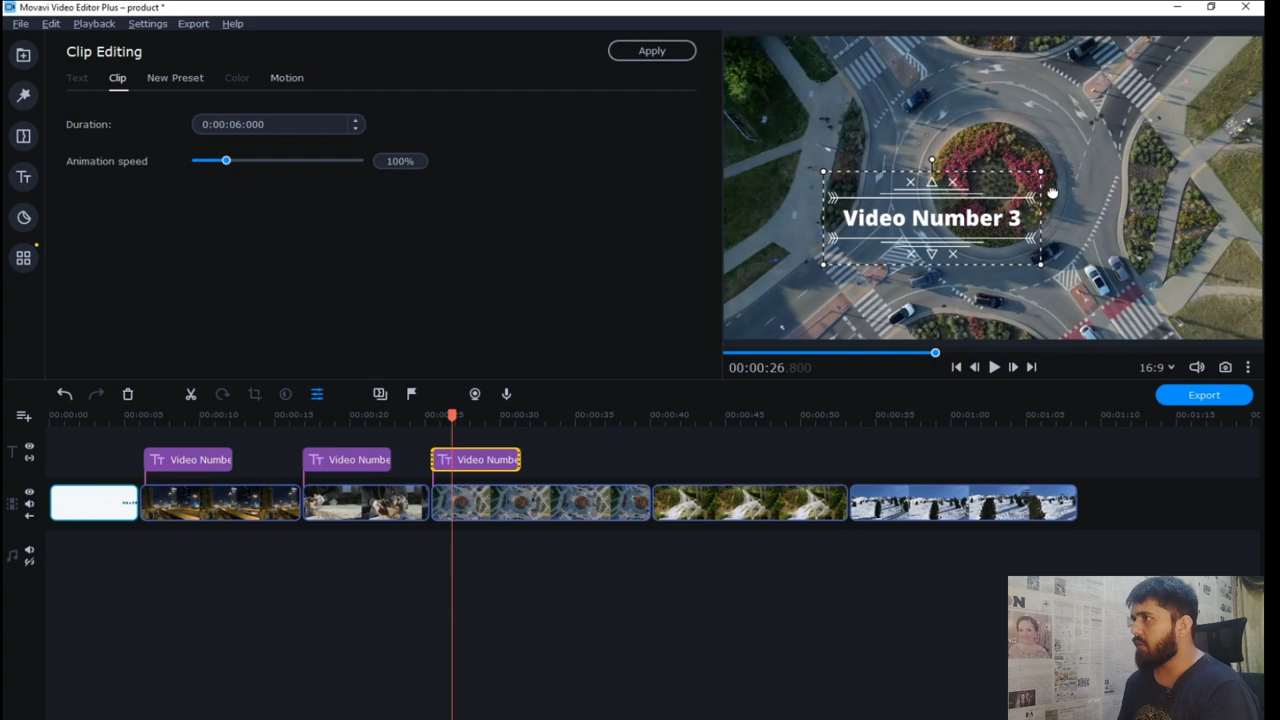 Movavi Video Editor Plus – product *
File Edit Playback Settings Export Help
Clip Editing
Apply
Text Clip New Preset Color Motion
Duration: 0:00:06:000
Animation speed 100%
Video Number 3
00:00:26.800
16:9
Export
00:00:00 00:00:05 00:00:10 00:00:15 00:00:20 00:00:30 00:00:35 00:00:40 00:00:45 00:00:50 00:00:55 00:01:00 00:01:05 00:01:10 00:01:15
Tt Video Numbe Tt Video Numbe Tt Video Numbe
ON